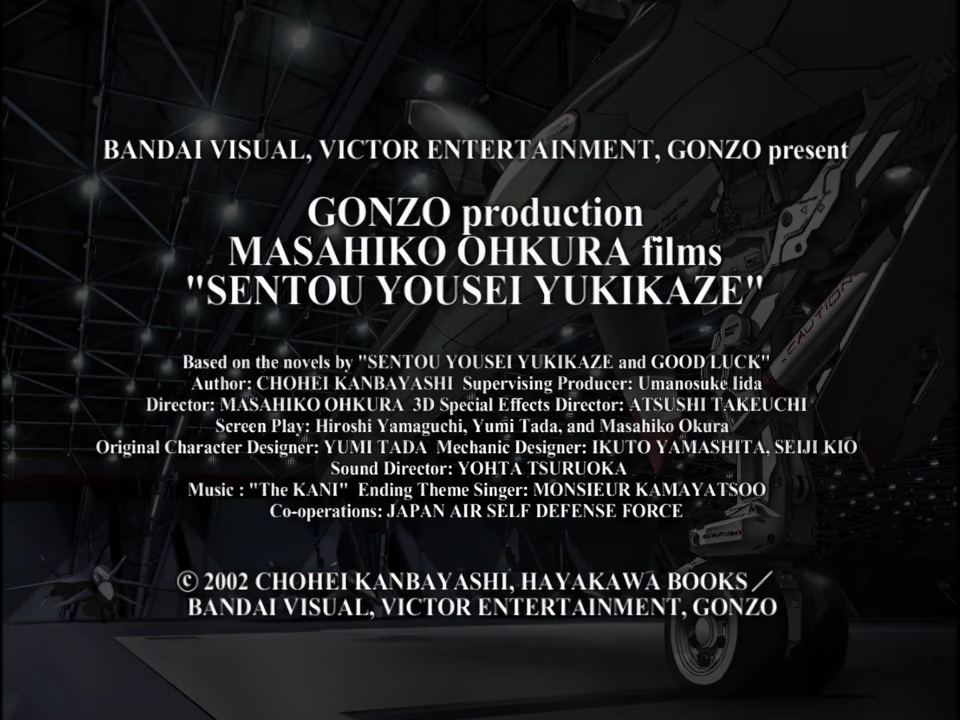 BANDAI VISUAL, VICTOR ENTERTAINMENT, GONZO present
GONZO production
MASAHIKO OHKURA films
"SENTOU YOUSEI YUKIKAZE"
Based on the novels by "SENTOU YOUSEI YUKIKAZE and GOOD LUCK"
Author: CHOHEI KANBAYASHI Supervising Producer: Umanosuke Iida
Director: MASAHIKO OHKURA 3D Special Effects Director: ATSUSHI TAKEUCHI
Screen Play: Hiroshi Yamaguchi, Yumi Tada, and Masahiko Okura
Original Character Designer: YUMI TADA Mechanic Designer: IKUTO YAMASHITA, SEIJI KIO
Sound Director: YOHTA TSURUOKA
Music : "The KANI" Ending Theme Singer: MONSIEUR KAMAYATSOO
Co-operations: JAPAN AIR SELF DEFENSE FORCE
© 2002 CHOHEI KANBAYASHI, HAYAKAWA BOOKS／
BANDAI VISUAL, VICTOR ENTERTAINMENT, GONZO
CAUTION